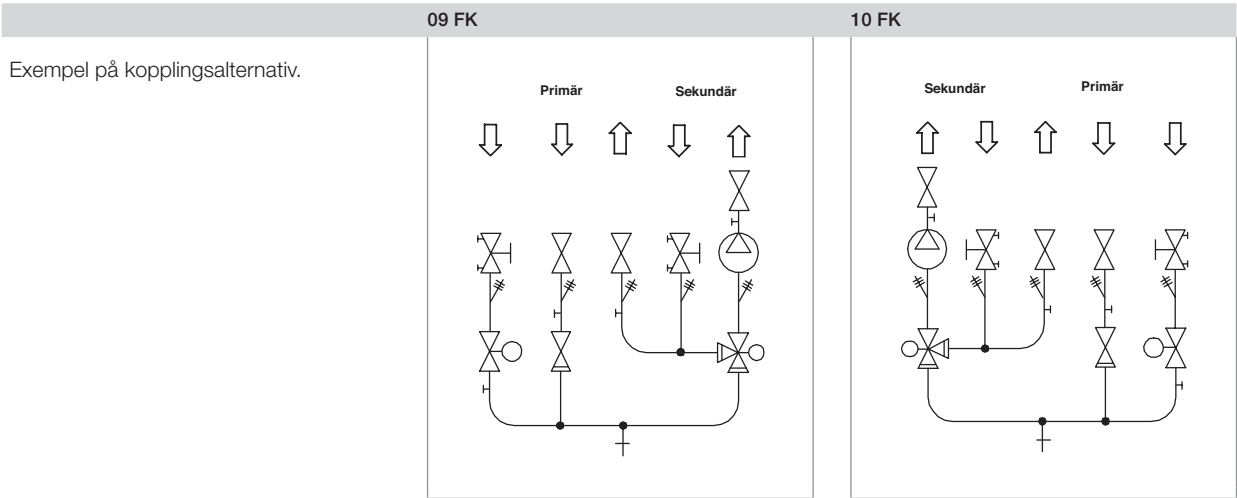 09 FK
10 FK
Exempel på kopplingsalternativ.
Primär Sekundär
Sekundär Primär